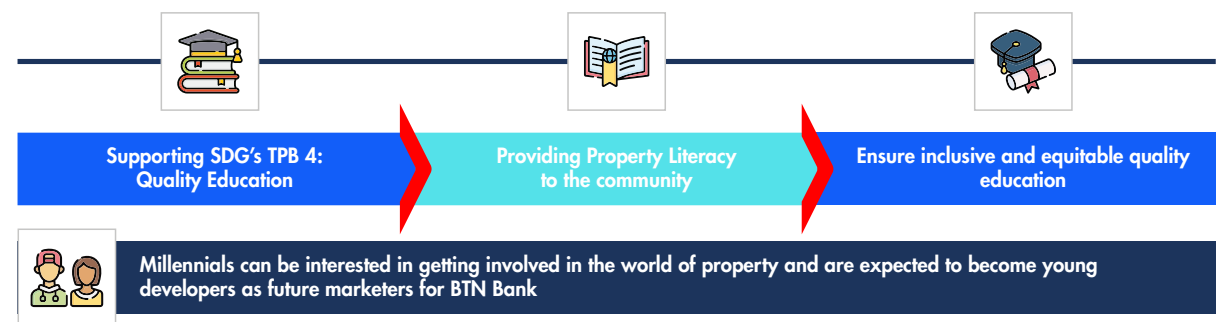 Supporting SDG's TPB 4:
Quality Education
Providing Property Literacy
to the community
Ensure inclusive and equitable quality
education
Millennials can be interested in getting involved in the world of property and are expected to become young
developers as future marketers for BTN Bank